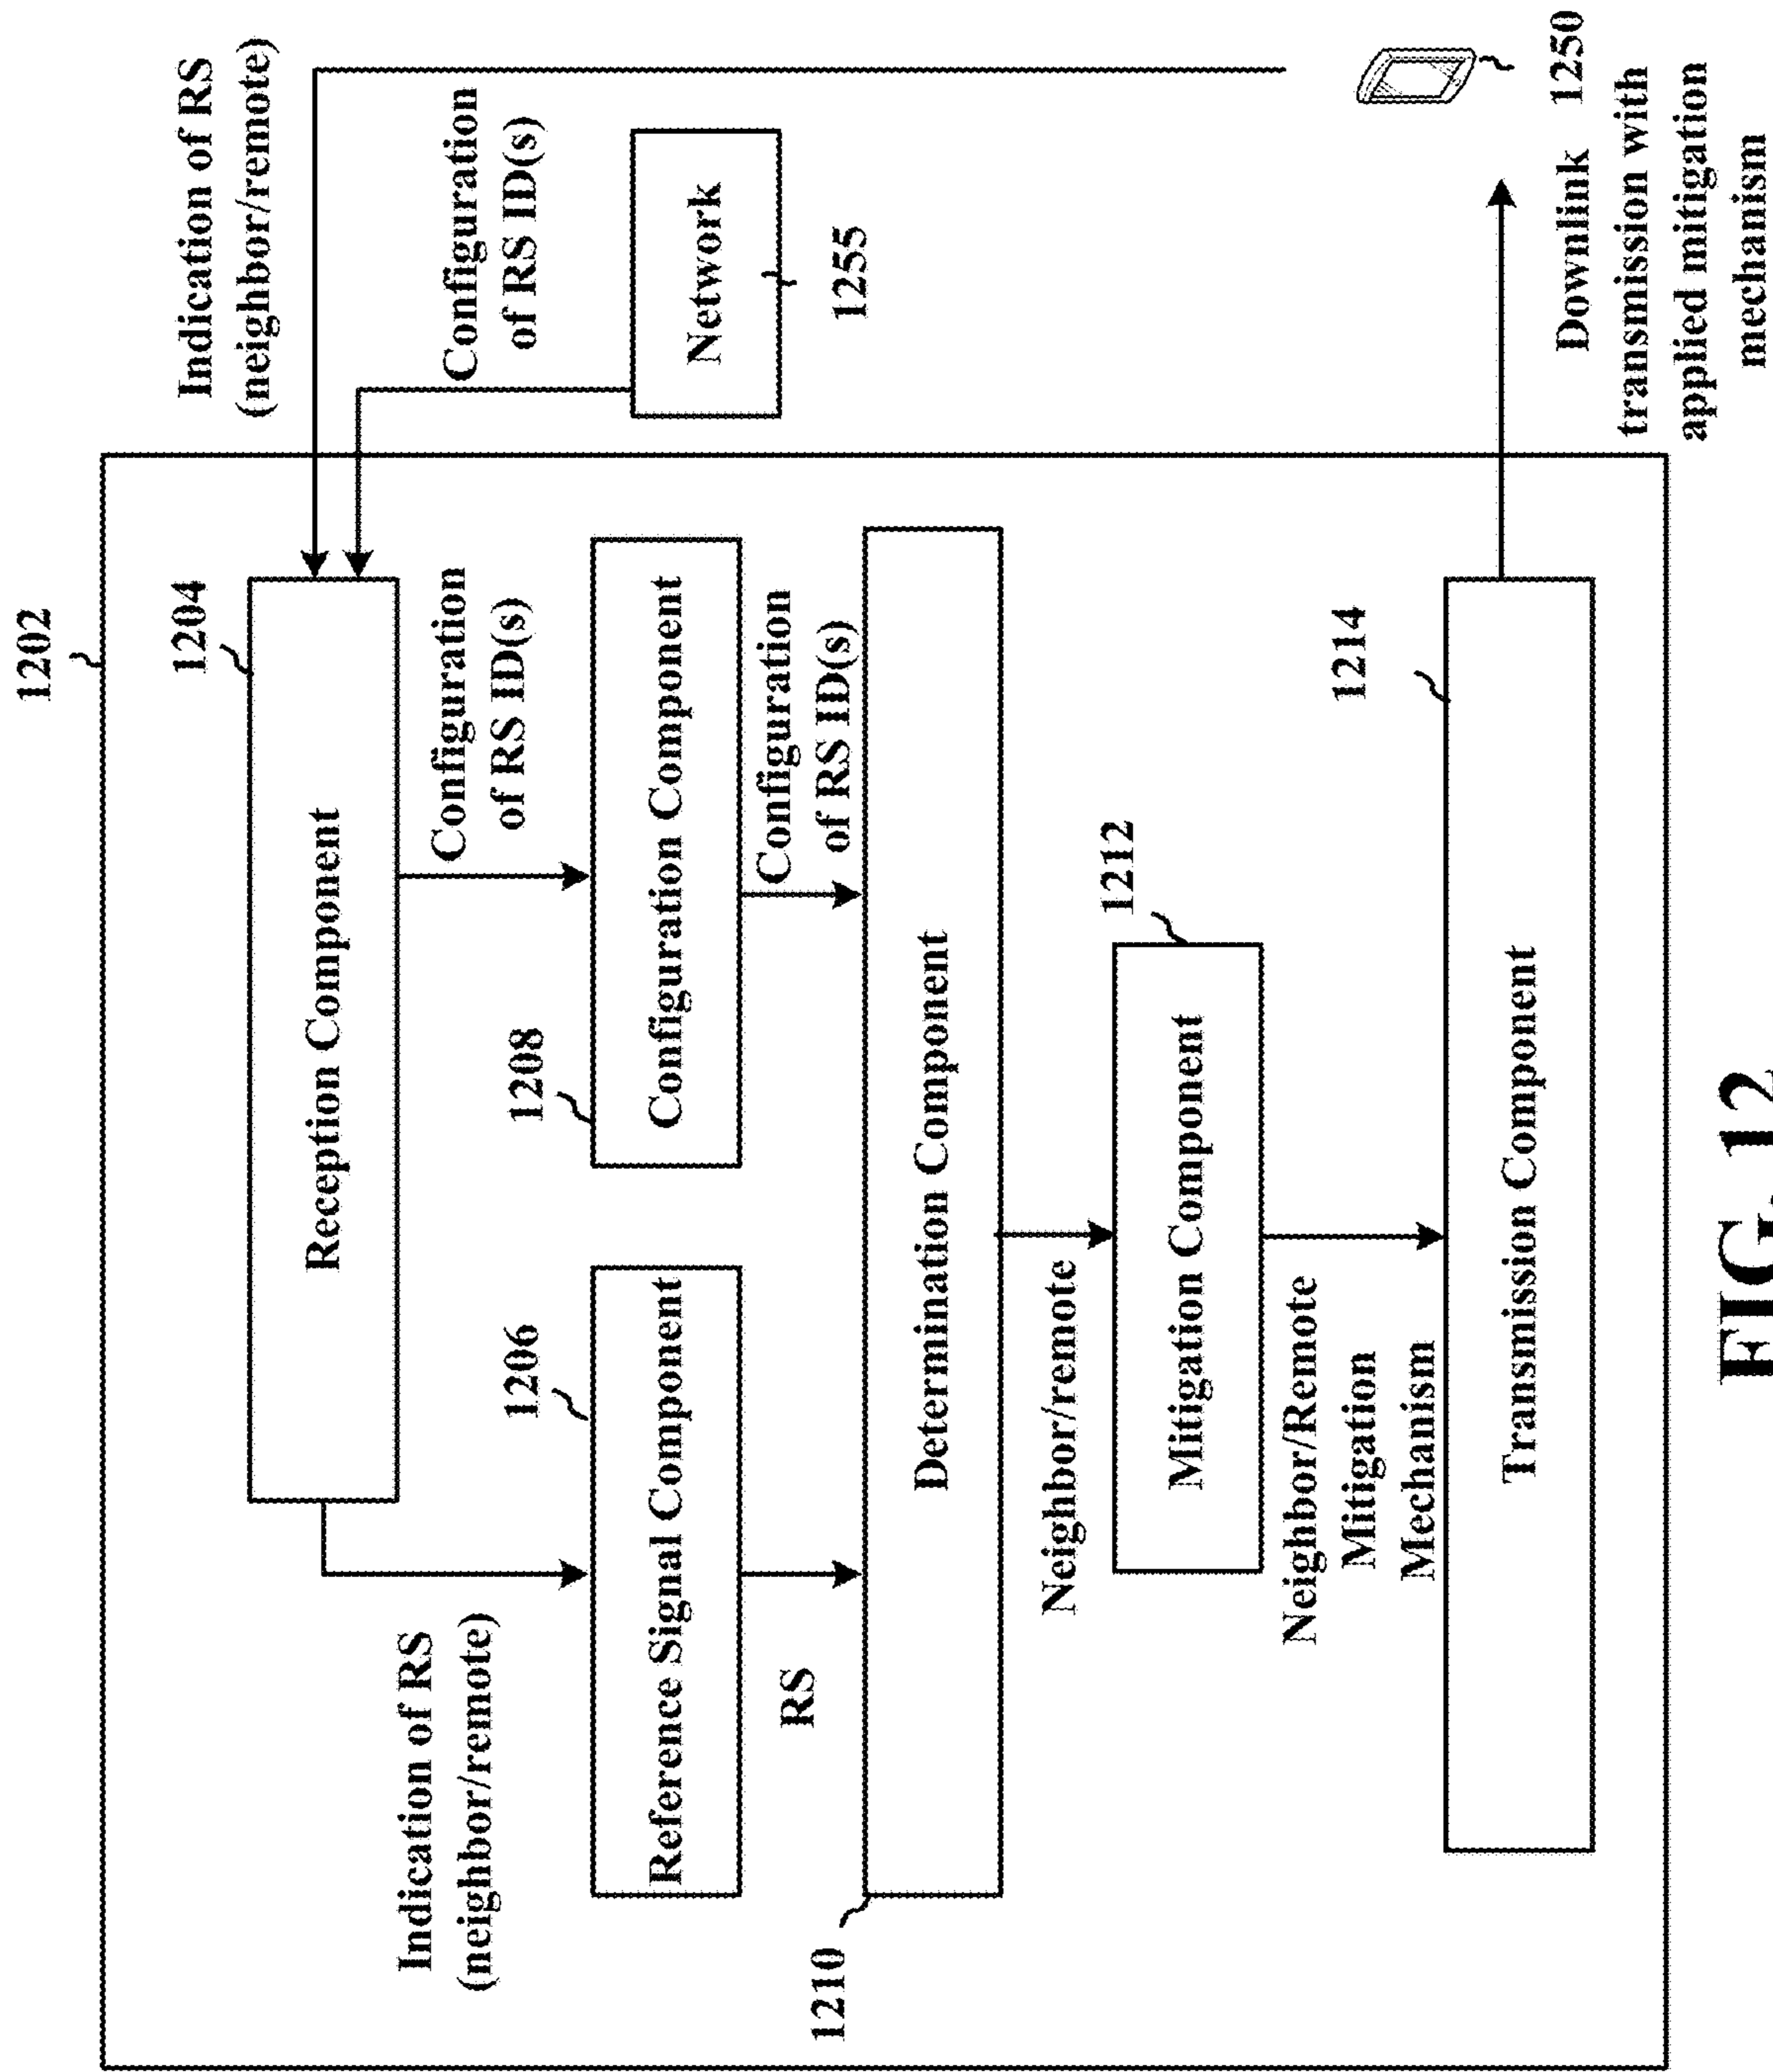 1202
Indication of RS
(neighbor/remote)
1204
Reception Component
Configuration
of RS ID(s)
Network
1255
Indication of RS
(neighbor/remote)
Configuration
of RS ID(s)
1206
Reference Signal Component
1208
Configuration Component
RS
Configuration
of RS ID(s)
1210
Determination Component
Neighbor/remote
1212
Mitigation Component
Neighbor/Remote
Mitigation
Mechanism
1214
Transmission Component
1250
Downlink
transmission with
applied mitigation
mechanism
FIG. 12